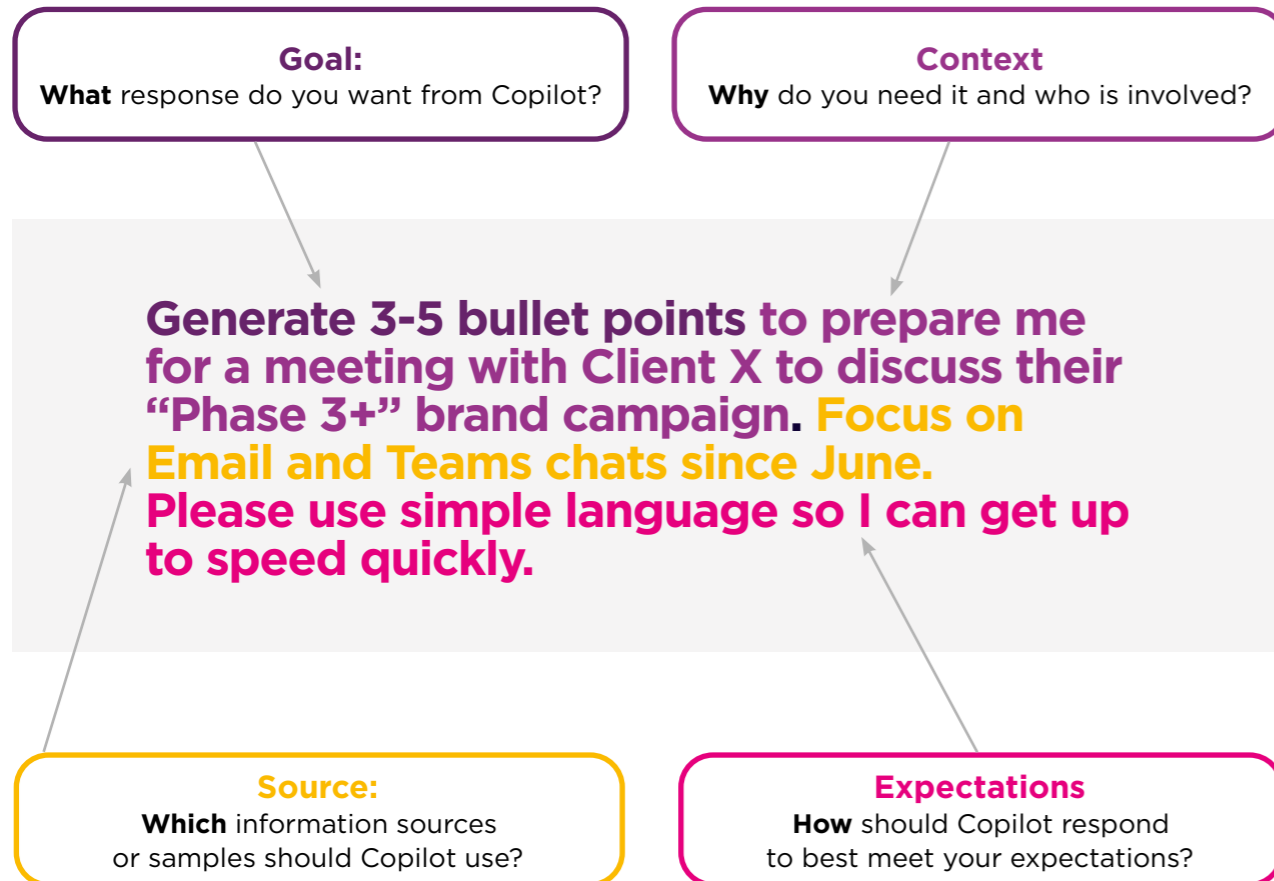 Goal:
What response do you want from Copilot?
Context
Why do you need it and who is involved?
Generate 3-5 bullet points to prepare me
for a meeting with Client X to discuss their
“Phase 3+” brand campaign. Focus on
Email and Teams chats since June.
Please use simple language so I can get up
to speed quickly.
Source:
Which information sources
or samples should Copilot use?
Expectations
How should Copilot respond
to best meet your expectations?